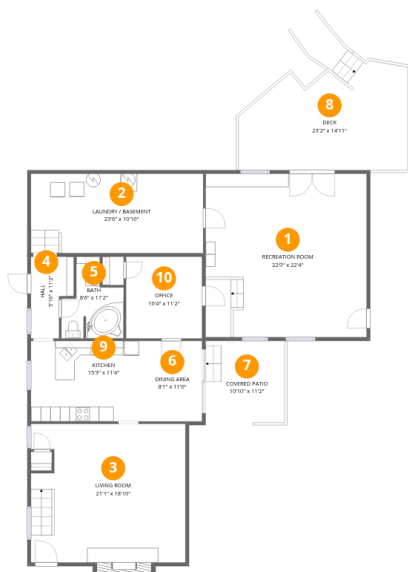 8
DECK
23'2" x 14'11"
2
LAUNDRY / BASEMENT
23'6" x 10'10"
1
RECREATION ROOM
22'0" x 22'4"
4
HALL
5'10" x 11'2"
5
BATH
8'6" x 11'2"
10
OFFICE
10'4" x 11'2"
9
KITCHEN
15'3" x 11'4"
6
DINING AREA
8'1" x 11'0"
7
COVERED PATIO
10'10" x 11'2"
3
LIVING ROOM
21'1" x 18'10"